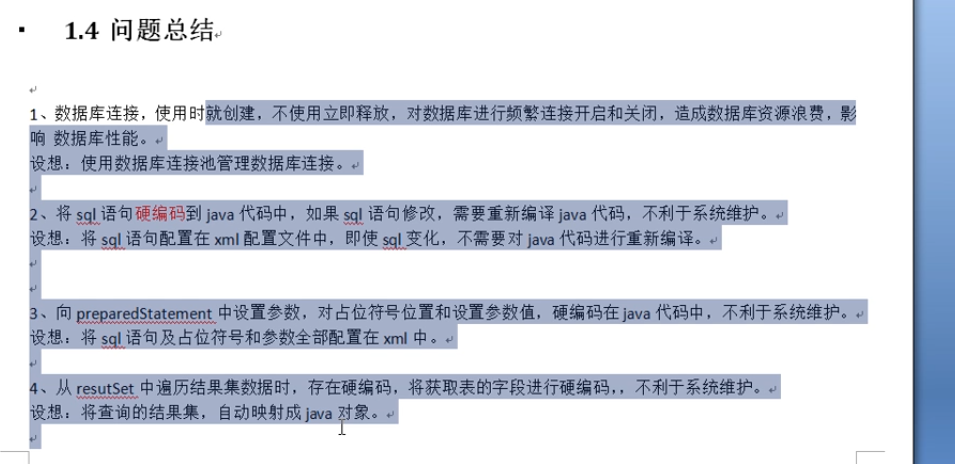 1.4 问题总结
1、数据库连接，使用时就创建，不使用立即释放，对数据库进行频繁连接开启和关闭，造成数据库资源浪费，影
响 数据库性能。
设想：使用数据库连接池管理数据库连接。
2、将 sql 语句硬编码到 java 代码中，如果 sql 语句修改，需要重新编译 java 代码，不利于系统维护。
设想：将 sql 语句配置在 xml 配置文件中，即使 sql 变化，不需要对 java 代码进行重新编译。
3、向 preparedStatement 中设置参数，对占位符号位置和设置参数值，硬编码在 java 代码中，不利于系统维护。
设想：将 sql 语句及占位符号和参数全部配置在 xml 中。
4、从 resutSet 中遍历结果集数据时，存在硬编码，将获取表的字段进行硬编码，，不利于系统维护。
设想：将查询的结果集，自动映射成 java 对象。